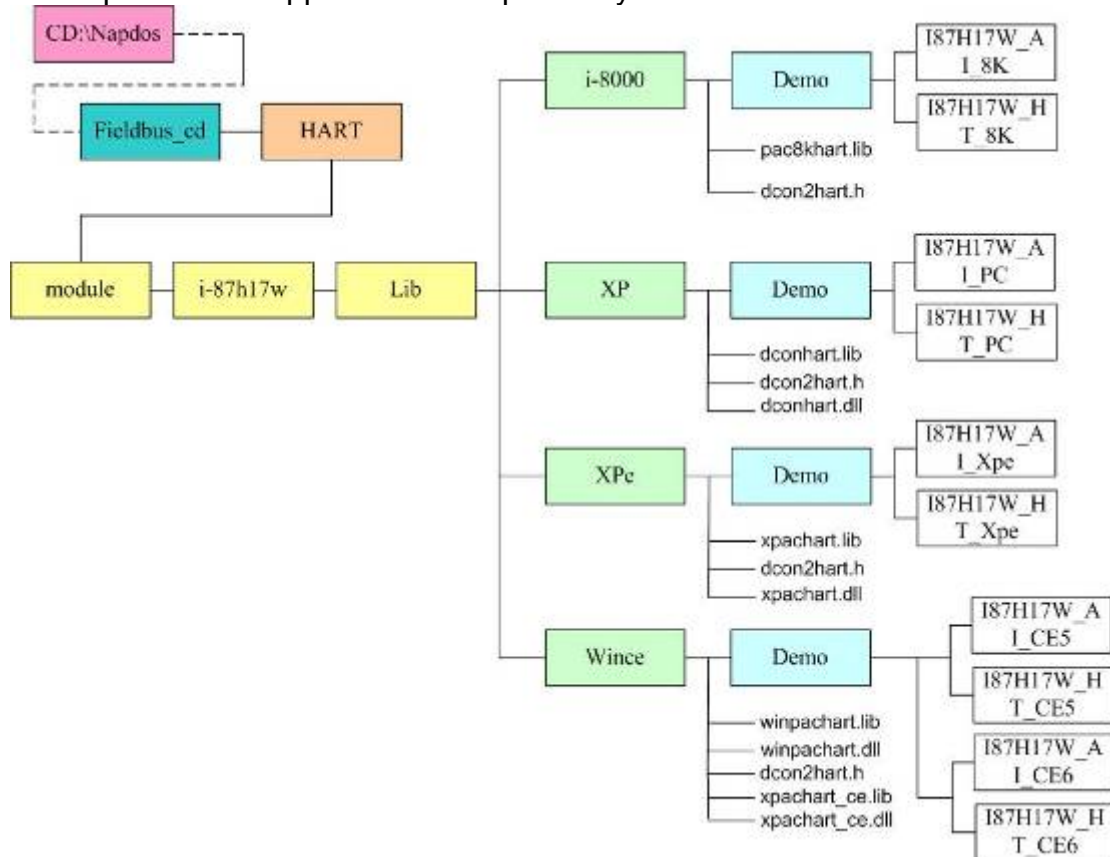 CD:\Napdos
Fieldbus_cd
HART
module
i-87h17w
Lib
i-8000
Demo
I87H17W_A
I_8K
I87H17W_H
T_8K
pac8khart.lib
dcon2hart.h
XP
Demo
I87H17W_A
I_PC
I87H17W_H
T_PC
dconhart.lib
dcon2hart.h
dconhart.dll
XPe
Demo
I87H17W_A
I_Xpe
I87H17W_H
T_Xpe
xpachart.lib
dcon2hart.h
xpachart.dll
Wince
Demo
I87H17W_A
I_CE5
I87H17W_H
T_CE5
I87H17W_A
I_CE6
I87H17W_H
T_CE6
winpachart.lib
winpachart.dll
dcon2hart.h
xpachart_ce.lib
xpachart_ce.dll